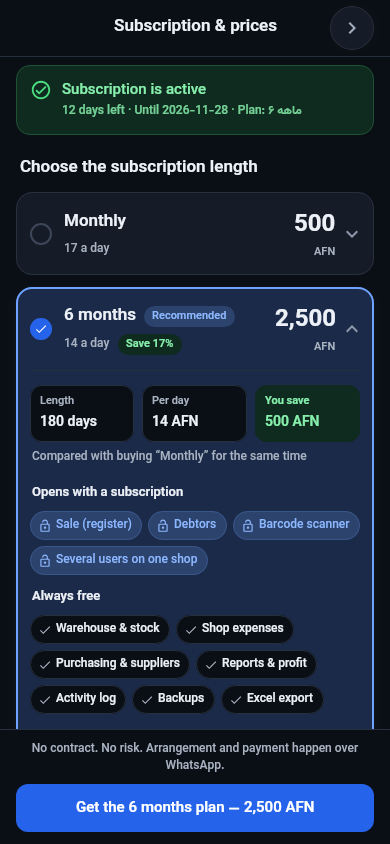 Subscription & prices
Subscription is active
12 days left · Until 2026-11-28 · Plan: ۶ ماهه
Choose the subscription length
Monthly
500
17 a day
AFN
6 months
Recommended
2,500
14 a day
Save 17%
AFN
Length
Per day
You save
180 days
14 AFN
500 AFN
Compared with buying “Monthly” for the same time
Opens with a subscription
Sale (register)
Debtors
Barcode scanner
Several users on one shop
Always free
Warehouse & stock
Shop expenses
Purchasing & suppliers
Reports & profit
Activity log
Backups
Excel export
No contract. No risk. Arrangement and payment happen over
WhatsApp.
Get the 6 months plan — 2,500 AFN